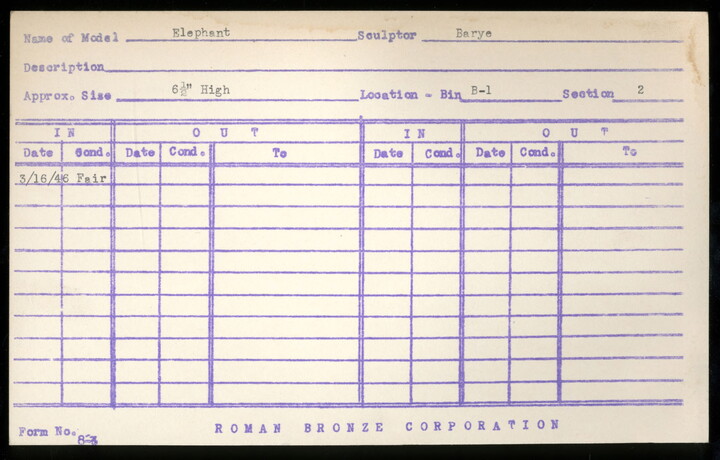 Name of Model Elephant Sculptor Barye
Description
Approx. Size 6½" High Location - Bin B-1 Section 2
IN OUT IN OUT
Date Cond. Date Cond. To Date Cond. Date Cond. To
3/16/46 Fair
Form No. 8-3 ROMAN BRONZE CORPORATION